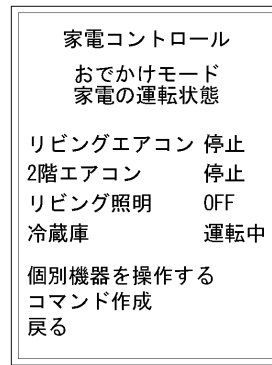 家電コントロール
おでかけモード
家電の運転状態
リビングエアコン 停止
2階エアコン 停止
リビング照明 OFF
冷蔵庫 運転中
個別機器を操作する
コマンド作成
戻る